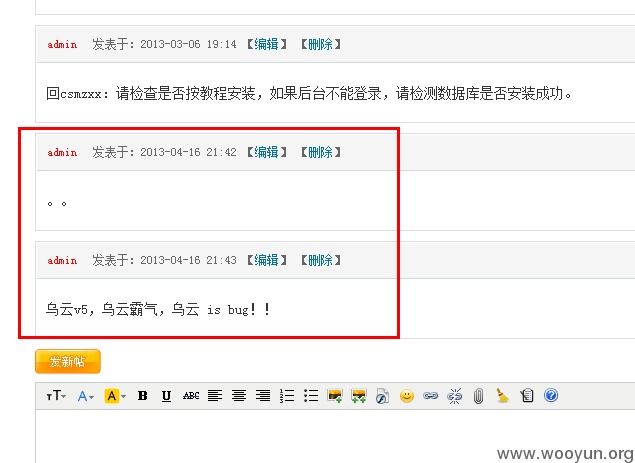 admin 发表于：2013-03-06 19:14 【编辑】 【删除】
回csmzxx：请检查是否按教程安装，如果后台不能登录，请检测数据库是否安装成功。
admin 发表于：2013-04-16 21:42 【编辑】 【删除】
。。
admin 发表于：2013-04-16 21:43 【编辑】 【删除】
乌云v5，乌云霸气，乌云 is bug！！
发新帖
TT A A B U ABC
www.wooyun.org